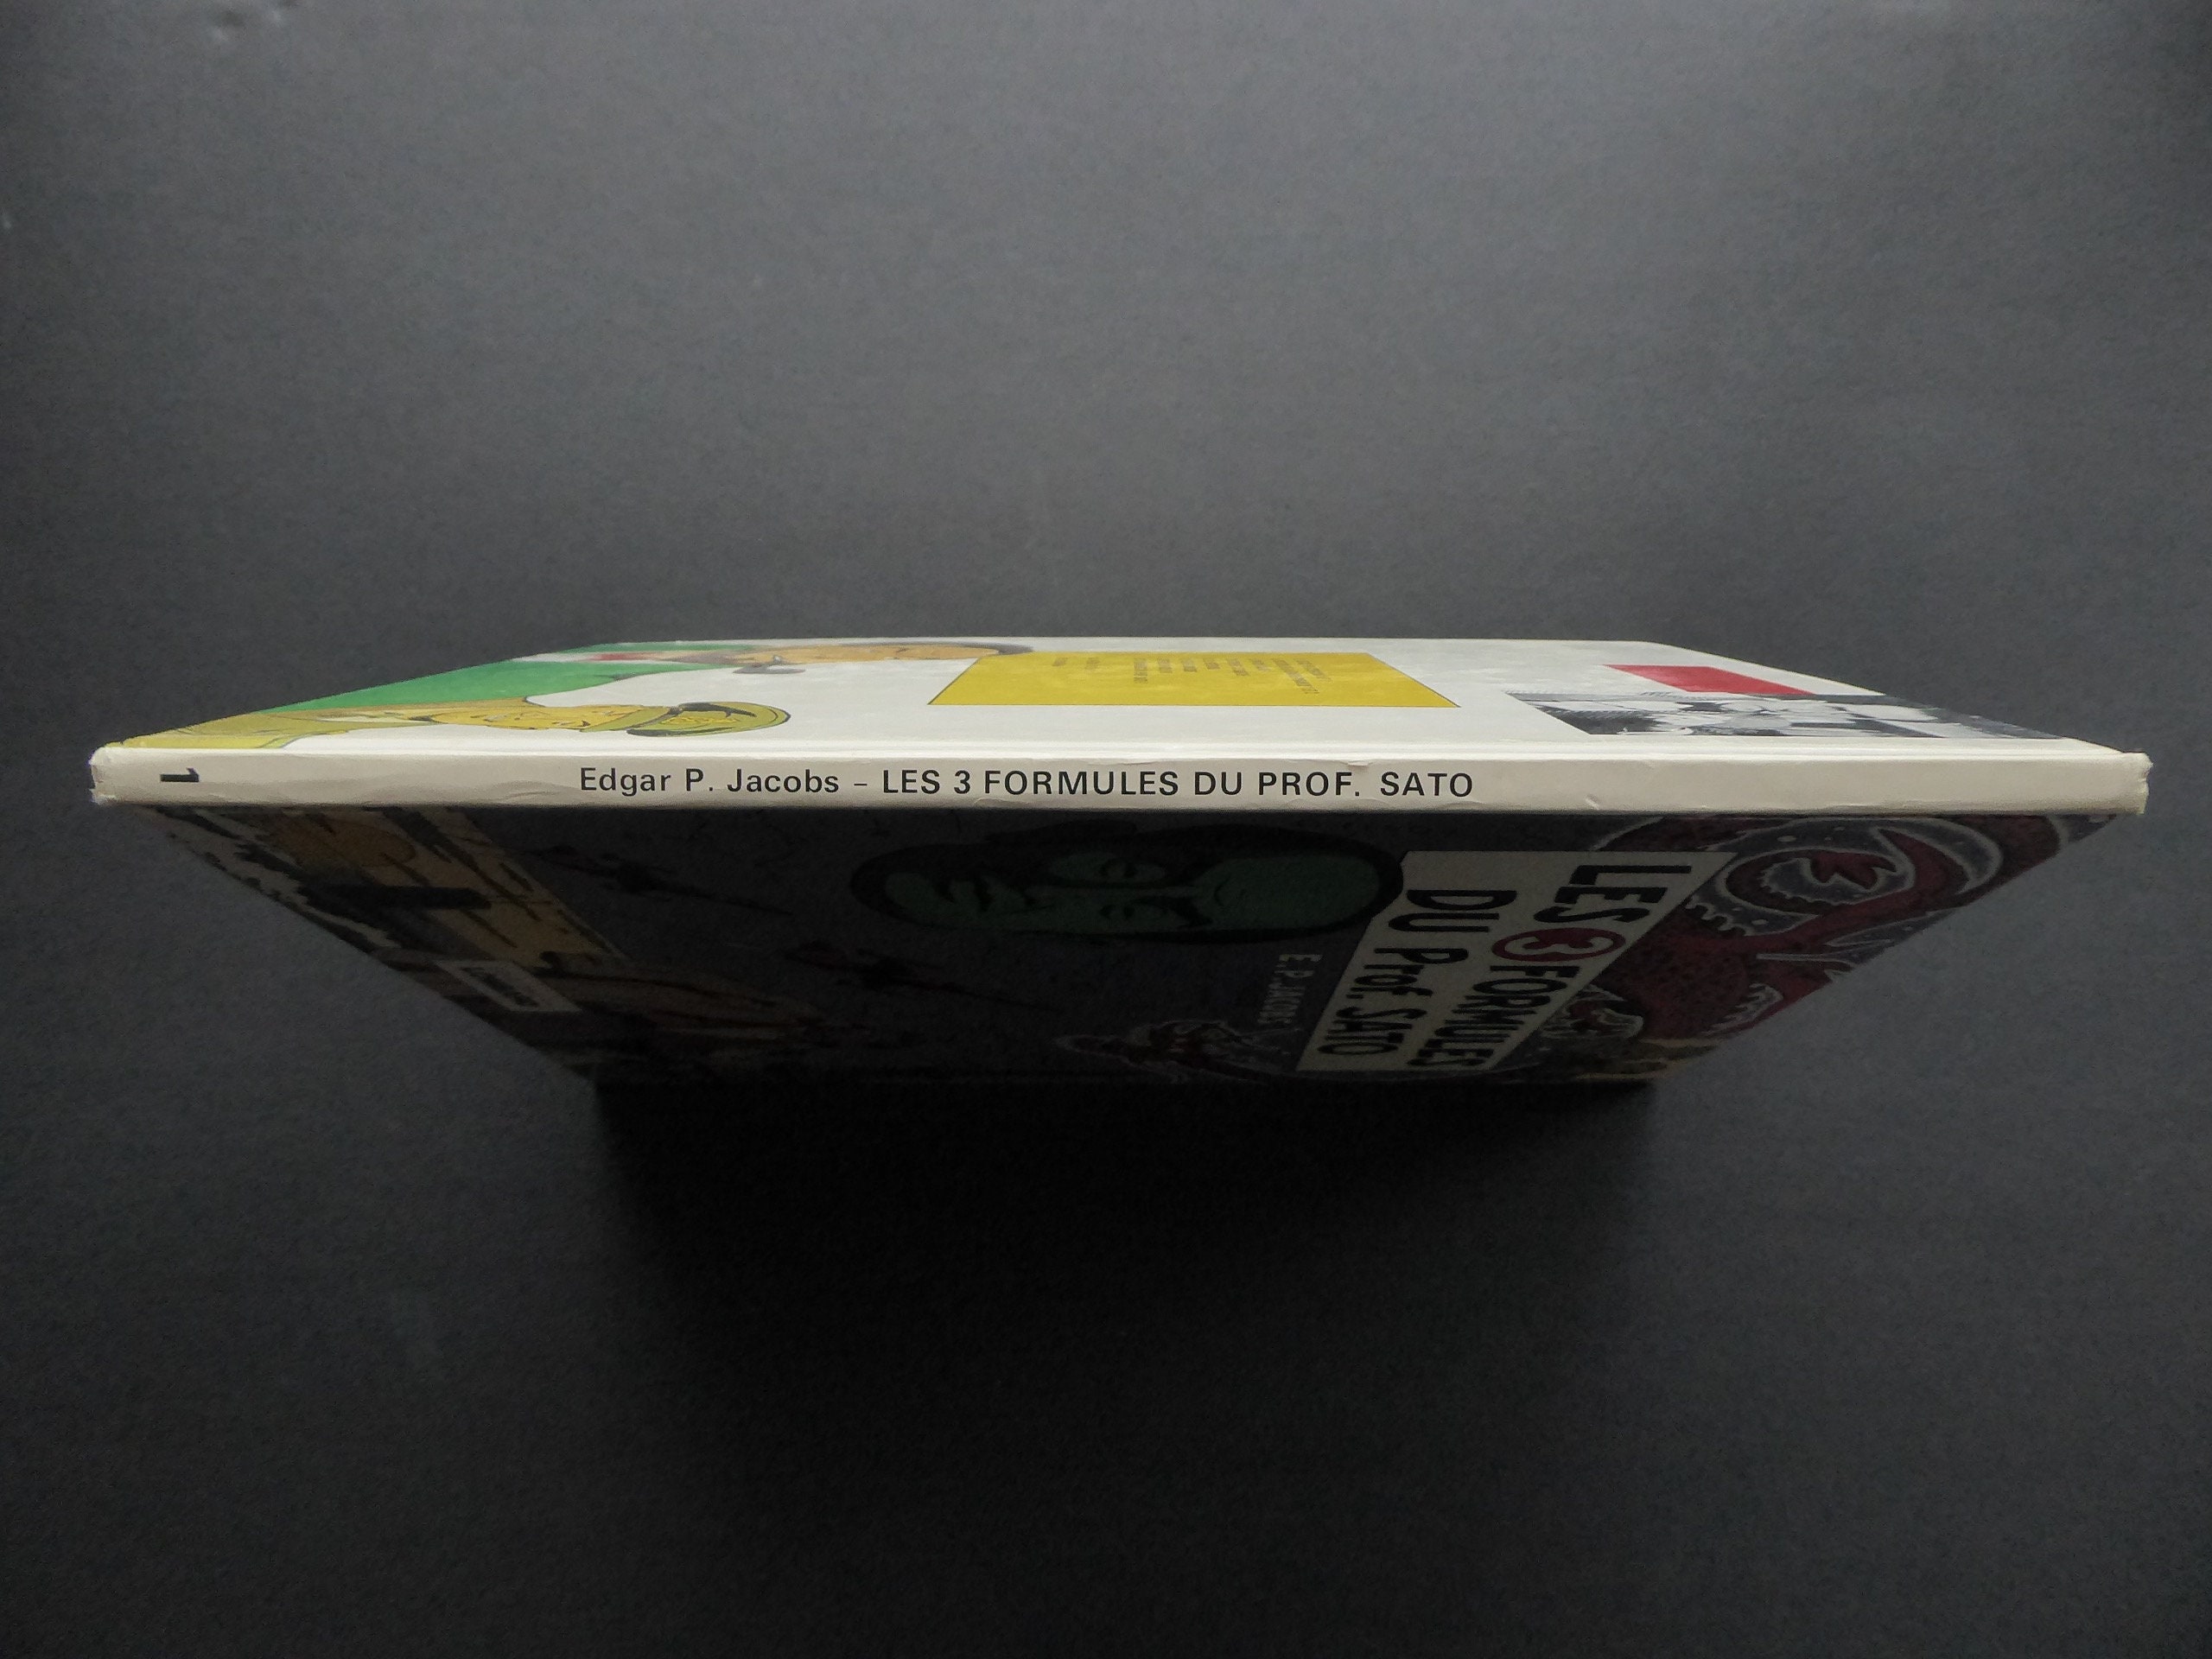 1
Edgar P. Jacobs – LES 3 FORMULES DU PROF. SATO
LES 3 FORMULES
DU Prof. SATO
E.P. JACOBS